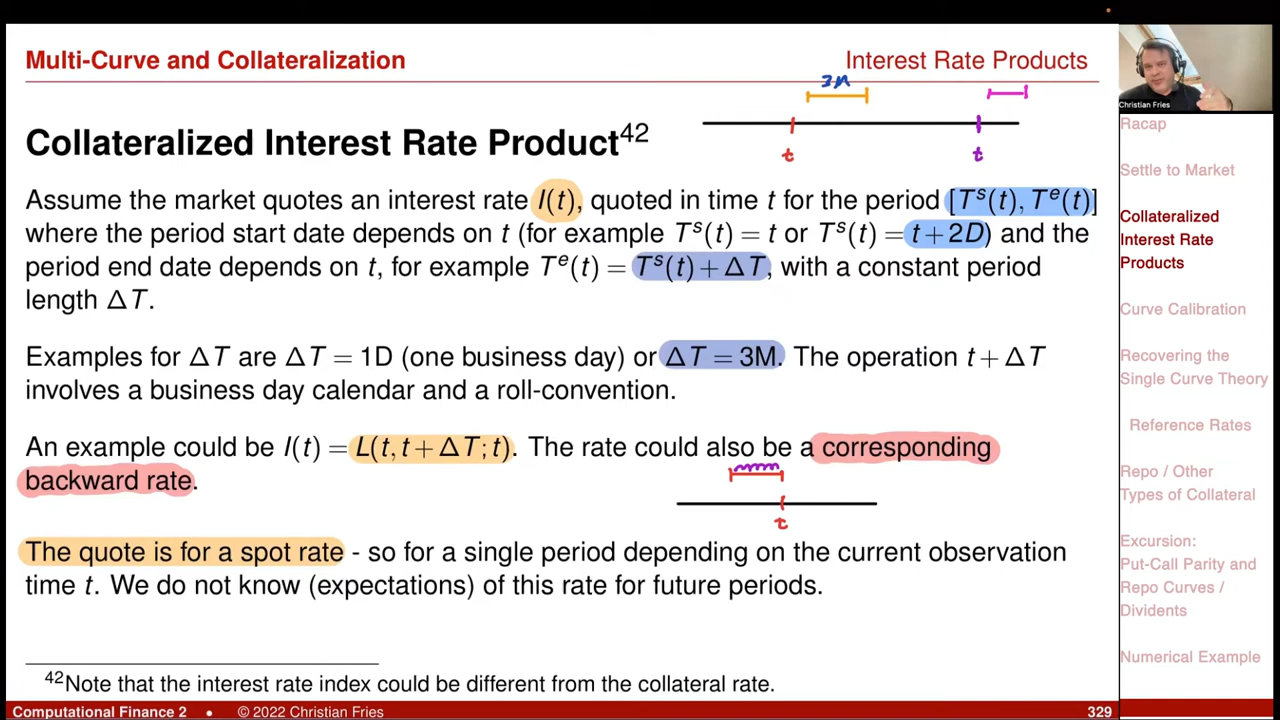 Multi-Curve and Collateralization
Interest Rate Products
3M
t
t
Collateralized Interest Rate Product⁴²
Assume the market quotes an interest rate I(t), quoted in time t for the period [Tˢ(t), Tᵉ(t)]
where the period start date depends on t (for example Tˢ(t) = t or Tˢ(t) = t + 2D) and the
period end date depends on t, for example Tᵉ(t) = Tˢ(t) + ΔT, with a constant period
length ΔT.
Examples for ΔT are ΔT = 1D (one business day) or ΔT = 3M. The operation t + ΔT
involves a business day calendar and a roll-convention.
An example could be I(t) = L(t, t + ΔT; t). The rate could also be a corresponding
backward rate.
t
The quote is for a spot rate - so for a single period depending on the current observation
time t. We do not know (expectations) of this rate for future periods.
⁴²Note that the interest rate index could be different from the collateral rate.
Computational Finance 2 • © 2022 Christian Fries
329
Christian Fries
Racap
Settle to Market
Collateralized
Interest Rate
Products
Curve Calibration
Recovering the
Single Curve Theory
Reference Rates
Repo / Other
Types of Collateral
Excursion:
Put-Call Parity and
Repo Curves /
Dividents
Numerical Example